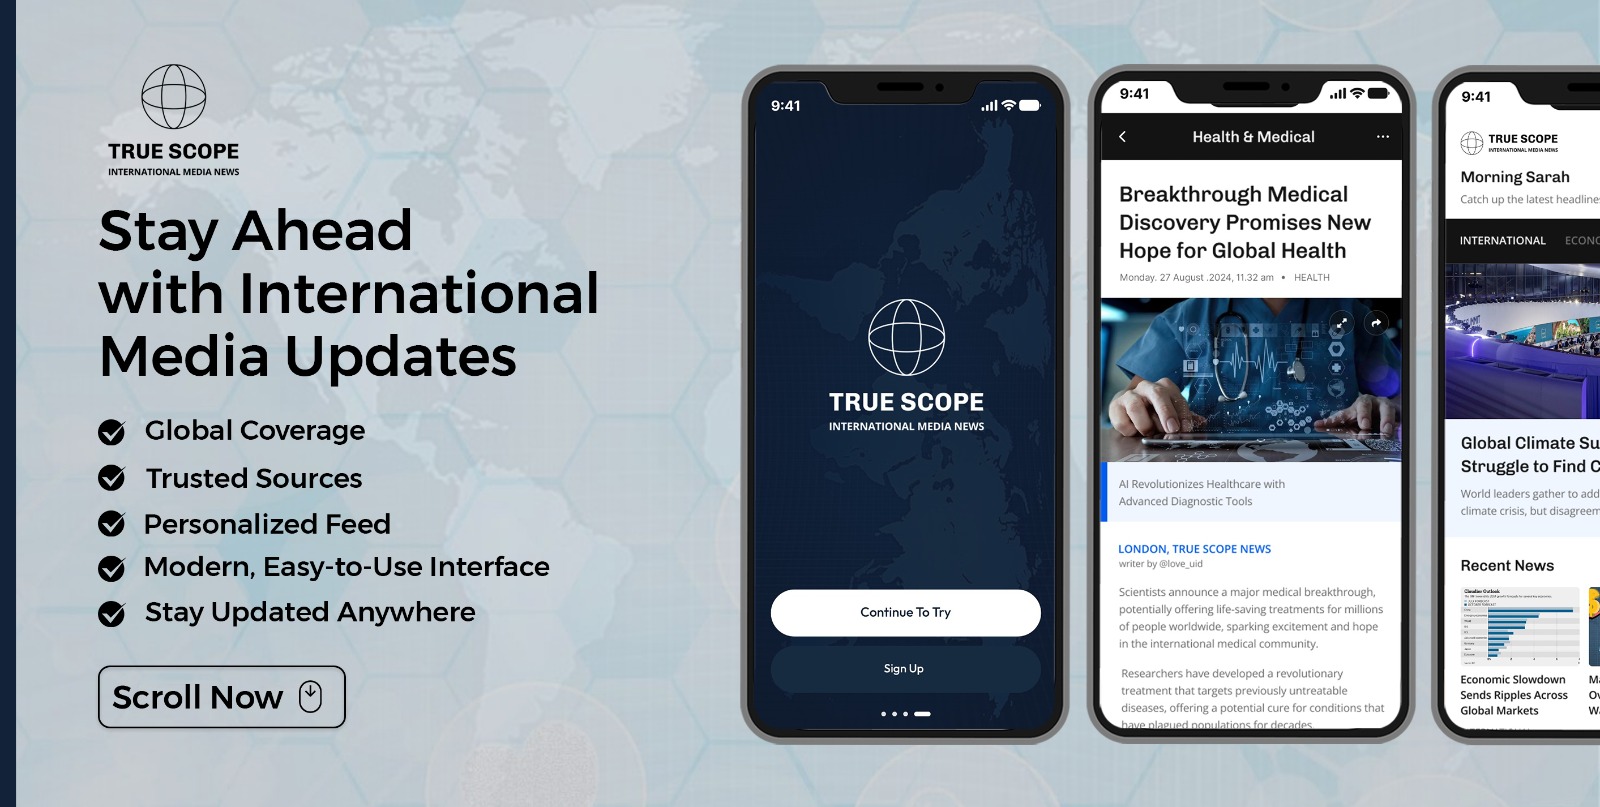 TRUE SCOPE
INTERNATIONAL MEDIA NEWS
Stay Ahead
with International
Media Updates
Global Coverage
Trusted Sources
Personalized Feed
Modern, Easy-to-Use Interface
Stay Updated Anywhere
Scroll Now
9:41
TRUE SCOPE
INTERNATIONAL MEDIA NEWS
Continue To Try
Sign Up
9:41
Health & Medical
Breakthrough Medical
Discovery Promises New
Hope for Global Health
Monday. 27 August .2024, 11.32 am • HEALTH
AI Revolutionizes Healthcare with
Advanced Diagnostic Tools
LONDON, TRUE SCOPE NEWS
writer by @love_uid
Scientists announce a major medical breakthrough,
potentially offering life-saving treatments for millions
of people worldwide, sparking excitement and hope
in the international medical community.
Researchers have developed a revolutionary
treatment that targets previously untreatable
diseases, offering a potential cure for conditions that
have plagued populations for decades
9:41
TRUE SCOPE
INTERNATIONAL MEDIA NEWS
Morning Sarah
Catch up the latest headlines
INTERNATIONAL ECONO
Global Climate Su
Struggle to Find C
World leaders gather to add
climate crisis, but disagreem
Recent News
Economic Slowdown
Sends Ripples Across
Global Markets
Ma
Ov
Wa